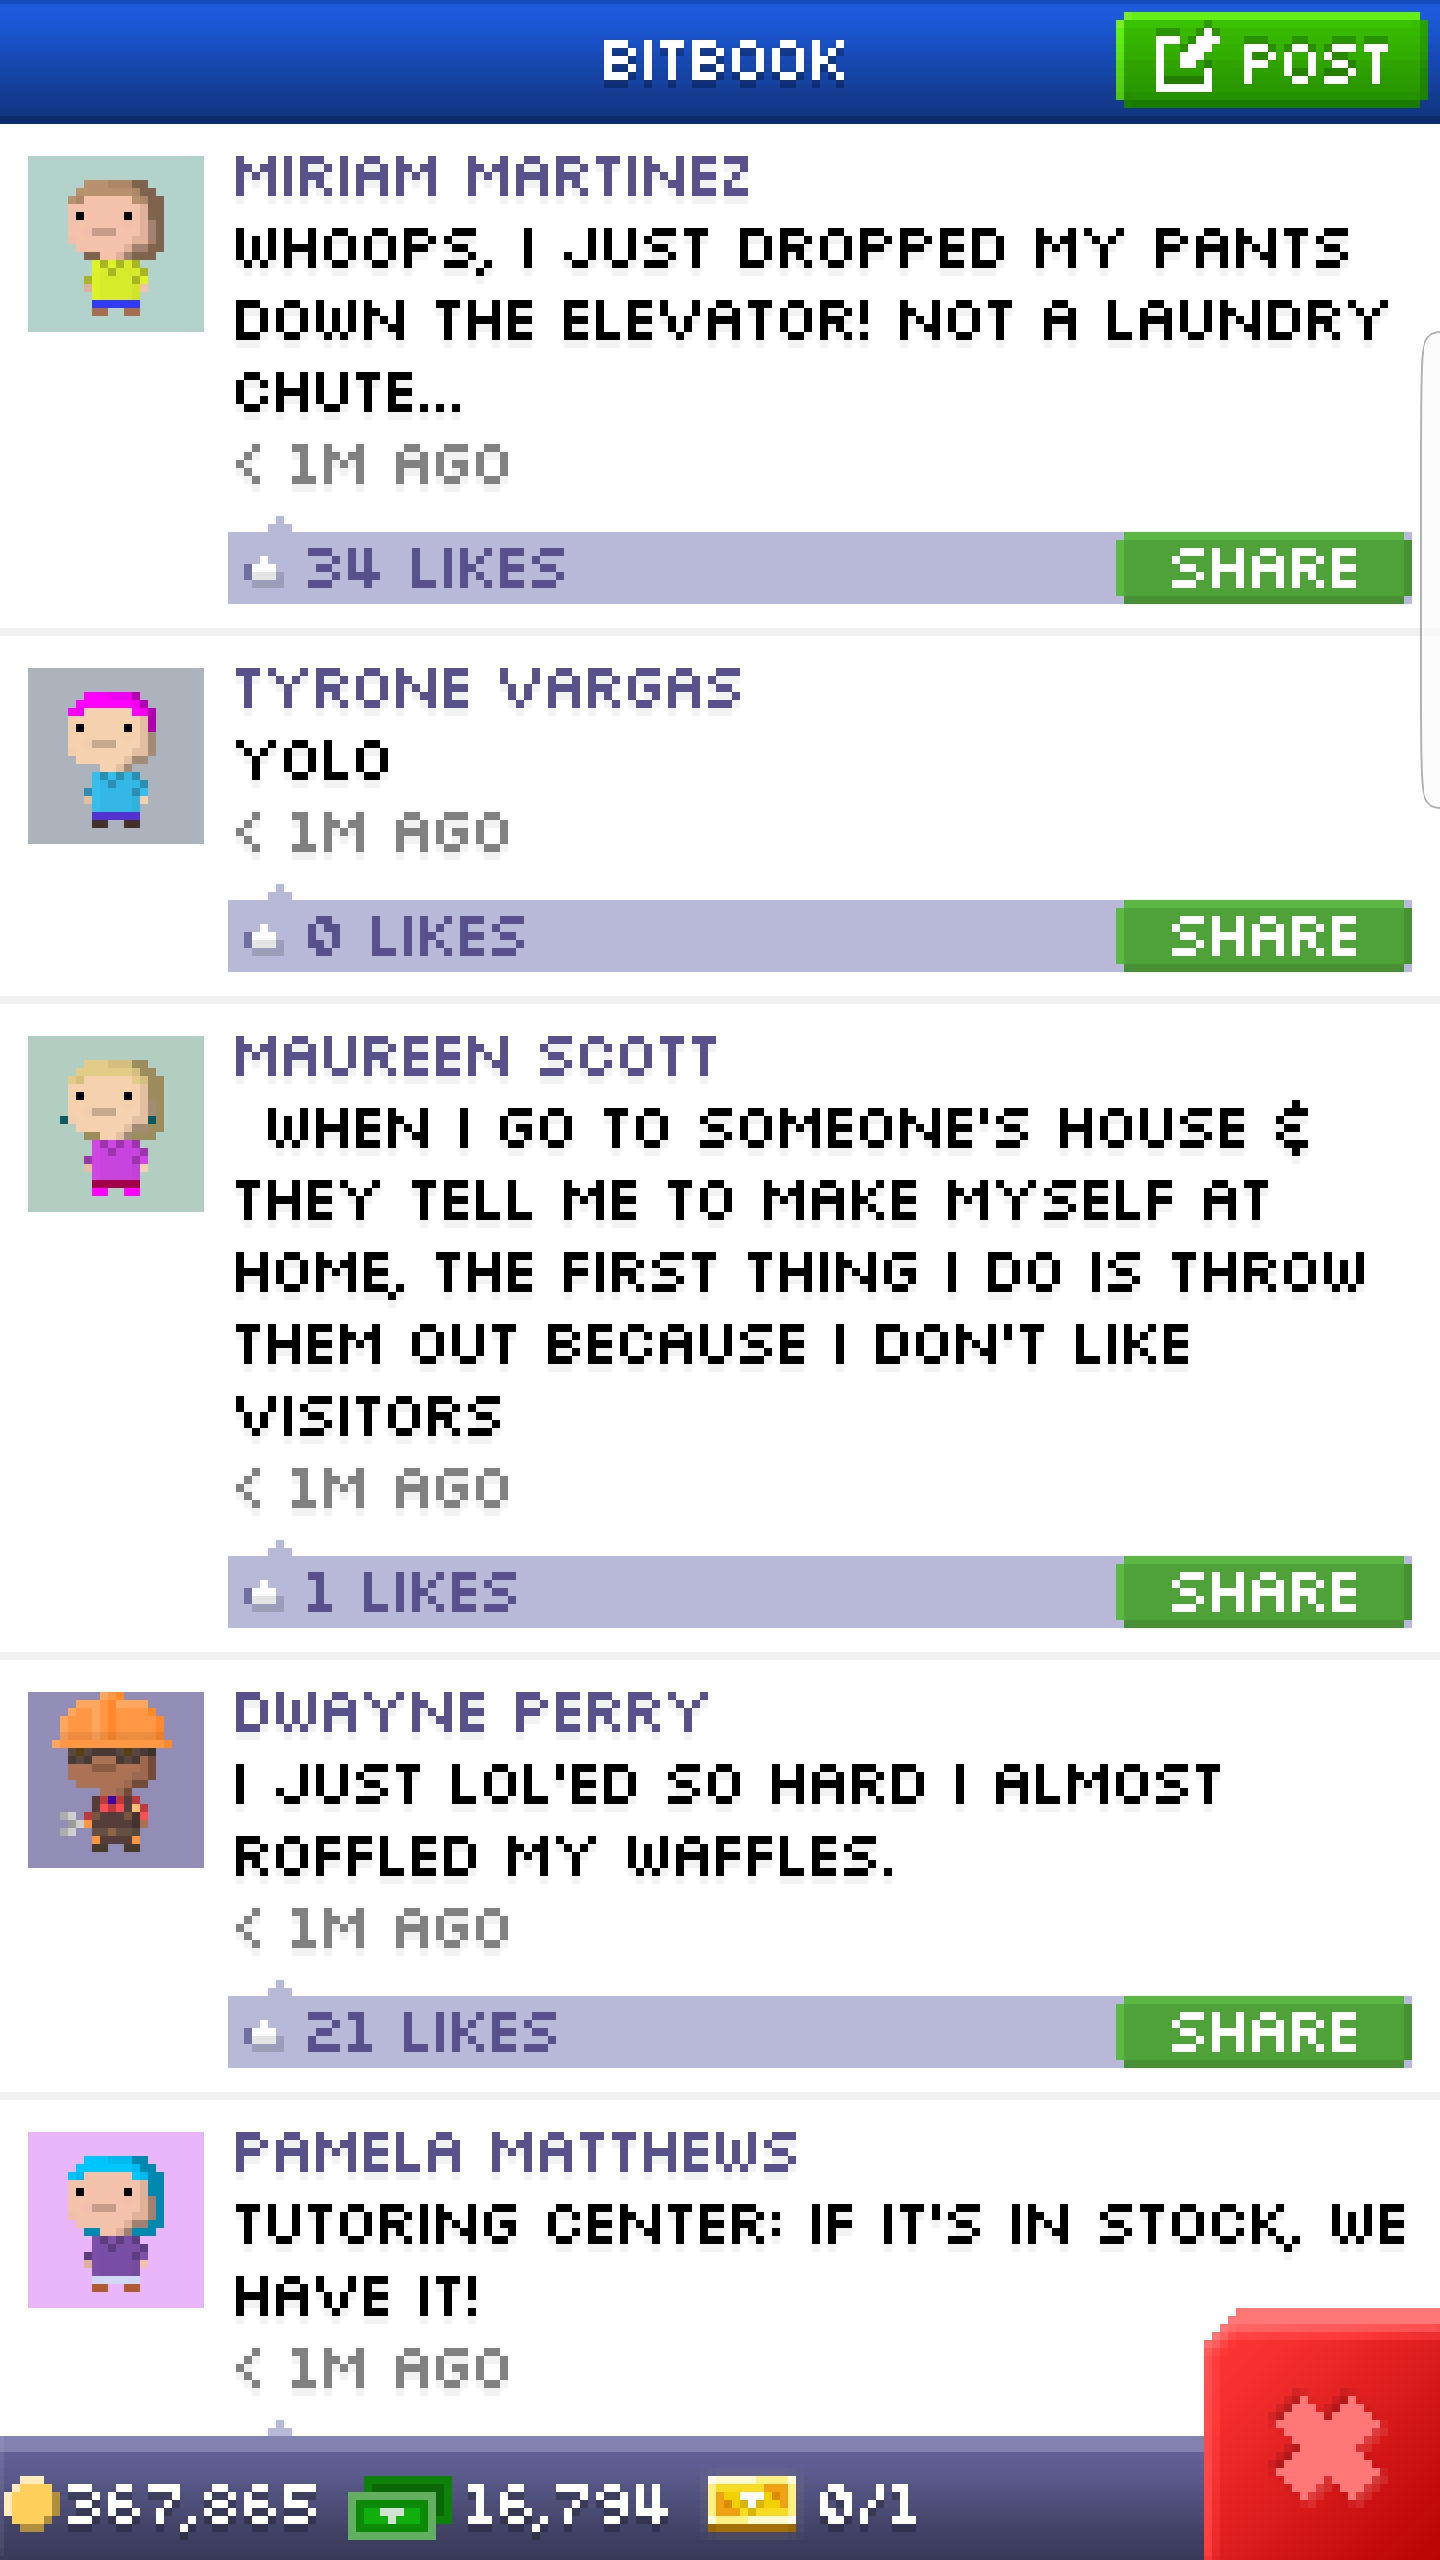 BITBOOK
POST
MIRIAM MARTINEZ
WHOOPS, I JUST DROPPED MY PANTS
DOWN THE ELEVATOR! NOT A LAUNDRY
CHUTE...
< 1M AGO
34 LIKES
SHARE
TYRONE VARGAS
YOLO
< 1M AGO
0 LIKES
SHARE
MAUREEN SCOTT
WHEN I GO TO SOMEONE'S HOUSE &
THEY TELL ME TO MAKE MYSELF AT
HOME, THE FIRST THING I DO IS THROW
THEM OUT BECAUSE I DON'T LIKE
VISITORS
< 1M AGO
1 LIKES
SHARE
DWAYNE PERRY
I JUST LOL'ED SO HARD I ALMOST
ROFFLED MY WAFFLES.
< 1M AGO
21 LIKES
SHARE
PAMELA MATTHEWS
TUTORING CENTER: IF IT'S IN STOCK, WE
HAVE IT!
< 1M AGO
367,865 16,794 0/1